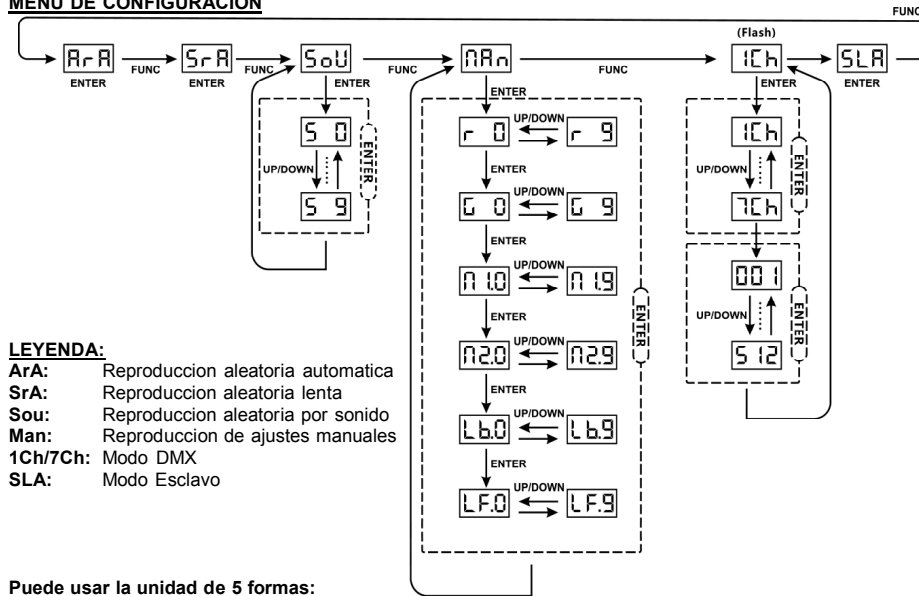 MENÚ DE CONFIGURACIÓN
FUNC
(Flash)
ArA FUNC SrA FUNC SoU FUNC MAn FUNC 1Ch SLA
ENTER ENTER ENTER ENTER ENTER ENTER
S 0
UP/DOWN
S 9
ENTER
r 0 UP/DOWN r 9
ENTER
G 0 UP/DOWN G 9
ENTER
M 1.0 UP/DOWN M 1.9
ENTER
M2.0 UP/DOWN M2.9
ENTER
Lb.0 UP/DOWN Lb.9
ENTER
LF.0 UP/DOWN LF.9
ENTER
1Ch
UP/DOWN
7Ch
ENTER
001
UP/DOWN
512
ENTER
LEYENDA:
ArA: Reproduccion aleatoria automatica
SrA: Reproduccion aleatoria lenta
Sou: Reproduccion aleatoria por sonido
Man: Reproduccion de ajustes manuales
1Ch/7Ch: Modo DMX
SLA: Modo Esclavo
Puede usar la unidad de 5 formas: